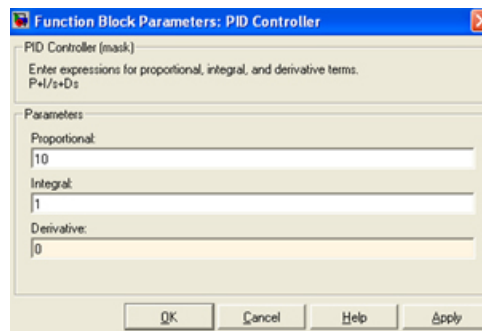 Function Block Parameters: PID Controller
PID Controller (mask)
Enter expressions for proportional, integral, and derivative terms.
P+I/s+Ds
Parameters
Proportional:
10
Integral:
1
Derivative:
0
OK Cancel Help Apply